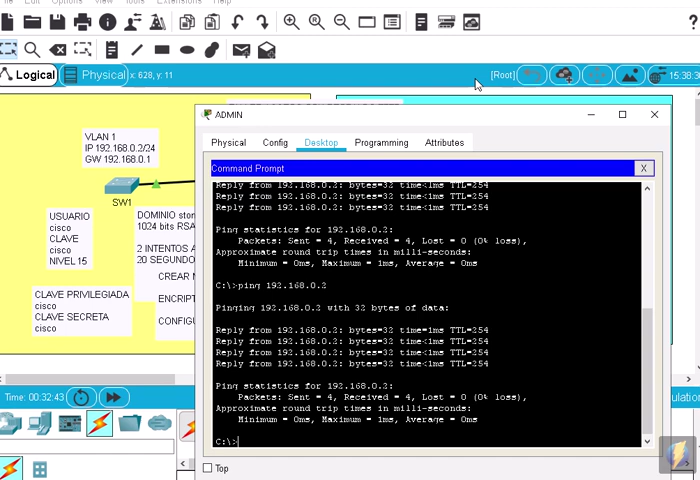 File Edit Options View Tools Extensions Help
?
Logical
Physical x: 628, y: 11
[Root]
15:38:3
VLAN 1
IP 192.168.0.2/24
GW 192.168.0.1
SW1
USUARIO
cisco
CLAVE
cisco
NIVEL 15
DOMINIO
1024 bits RSA
2 INTENTOS
20 SEGUNDO
CREAR
ENCRIPT
CONFIGU
CLAVE PRIVILEGIADA
cisco
CLAVE SECRETA
cisco
Time: 00:32:43
ADMIN
Physical Config Desktop Programming Attributes
Command Prompt
X
Reply from 192.168.0.2: bytes=32 time<1ms TTL=254
Reply from 192.168.0.2: bytes=32 time<1ms TTL=254
Reply from 192.168.0.2: bytes=32 time<1ms TTL=254
Ping statistics for 192.168.0.2:
Packets: Sent = 4, Received = 4, Lost = 0 (0% loss),
Approximate round trip times in milli-seconds:
Minimum = 0ms, Maximum = 1ms, Average = 0ms
C:\>ping 192.168.0.2
Pinging 192.168.0.2 with 32 bytes of data:
Reply from 192.168.0.2: bytes=32 time=1ms TTL=254
Reply from 192.168.0.2: bytes=32 time<1ms TTL=254
Reply from 192.168.0.2: bytes=32 time<1ms TTL=254
Reply from 192.168.0.2: bytes=32 time<1ms TTL=254
Ping statistics for 192.168.0.2:
Packets: Sent = 4, Received = 4, Lost = 0 (0% loss),
Approximate round trip times in milli-seconds:
Minimum = 0ms, Maximum = 1ms, Average = 0ms
C:\>
Top
ulation